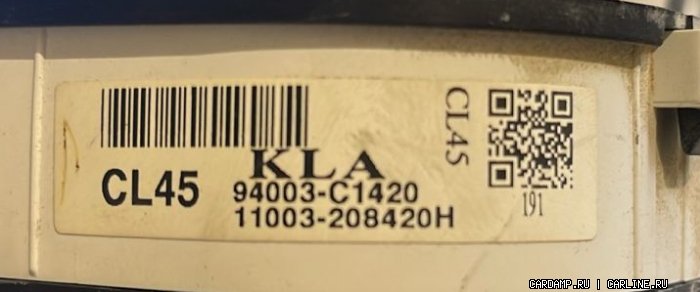 KLA
CL45
94003-C1420
11003-208420H
CL45
191
CARDAMP.RU | CARLINE.RU